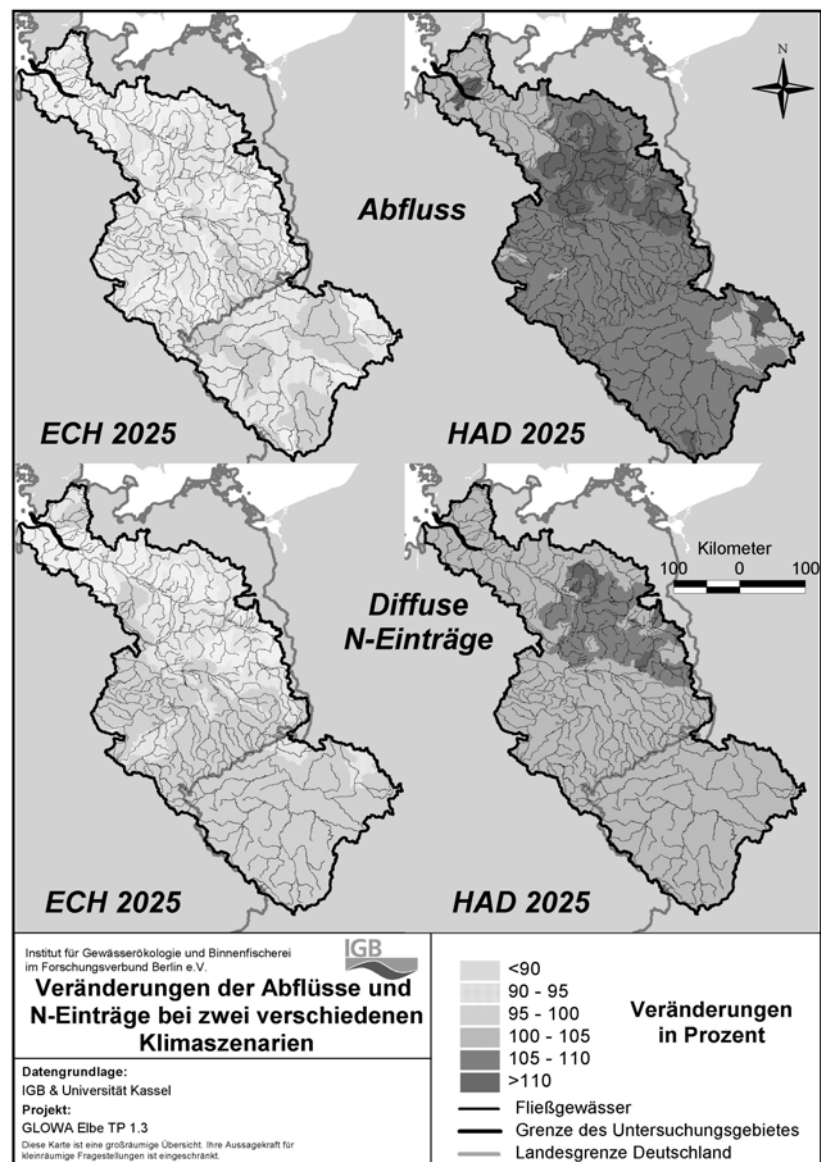 N
Abfluss
ECH 2025
HAD 2025
Kilometer
100 0 100
Diffuse
N-Einträge
ECH 2025
HAD 2025
Institut für Gewässerökologie und Binnenfischerei
im Forschungsverbund Berlin e.V.
IGB
Veränderungen der Abflüsse und
N-Einträge bei zwei verschiedenen
Klimaszenarien
Datengrundlage:
IGB & Universität Kassel
Projekt:
GLOWA Elbe TP 1.3
Diese Karte ist eine großräumige Übersicht. Ihre Aussagekraft für
kleinräumige Fragestellungen ist eingeschränkt.
<90
90 - 95
95 - 100
100 - 105
105 - 110
>110
Veränderungen
in Prozent
Fließgewässer
Grenze des Untersuchungsgebietes
Landesgrenze Deutschland